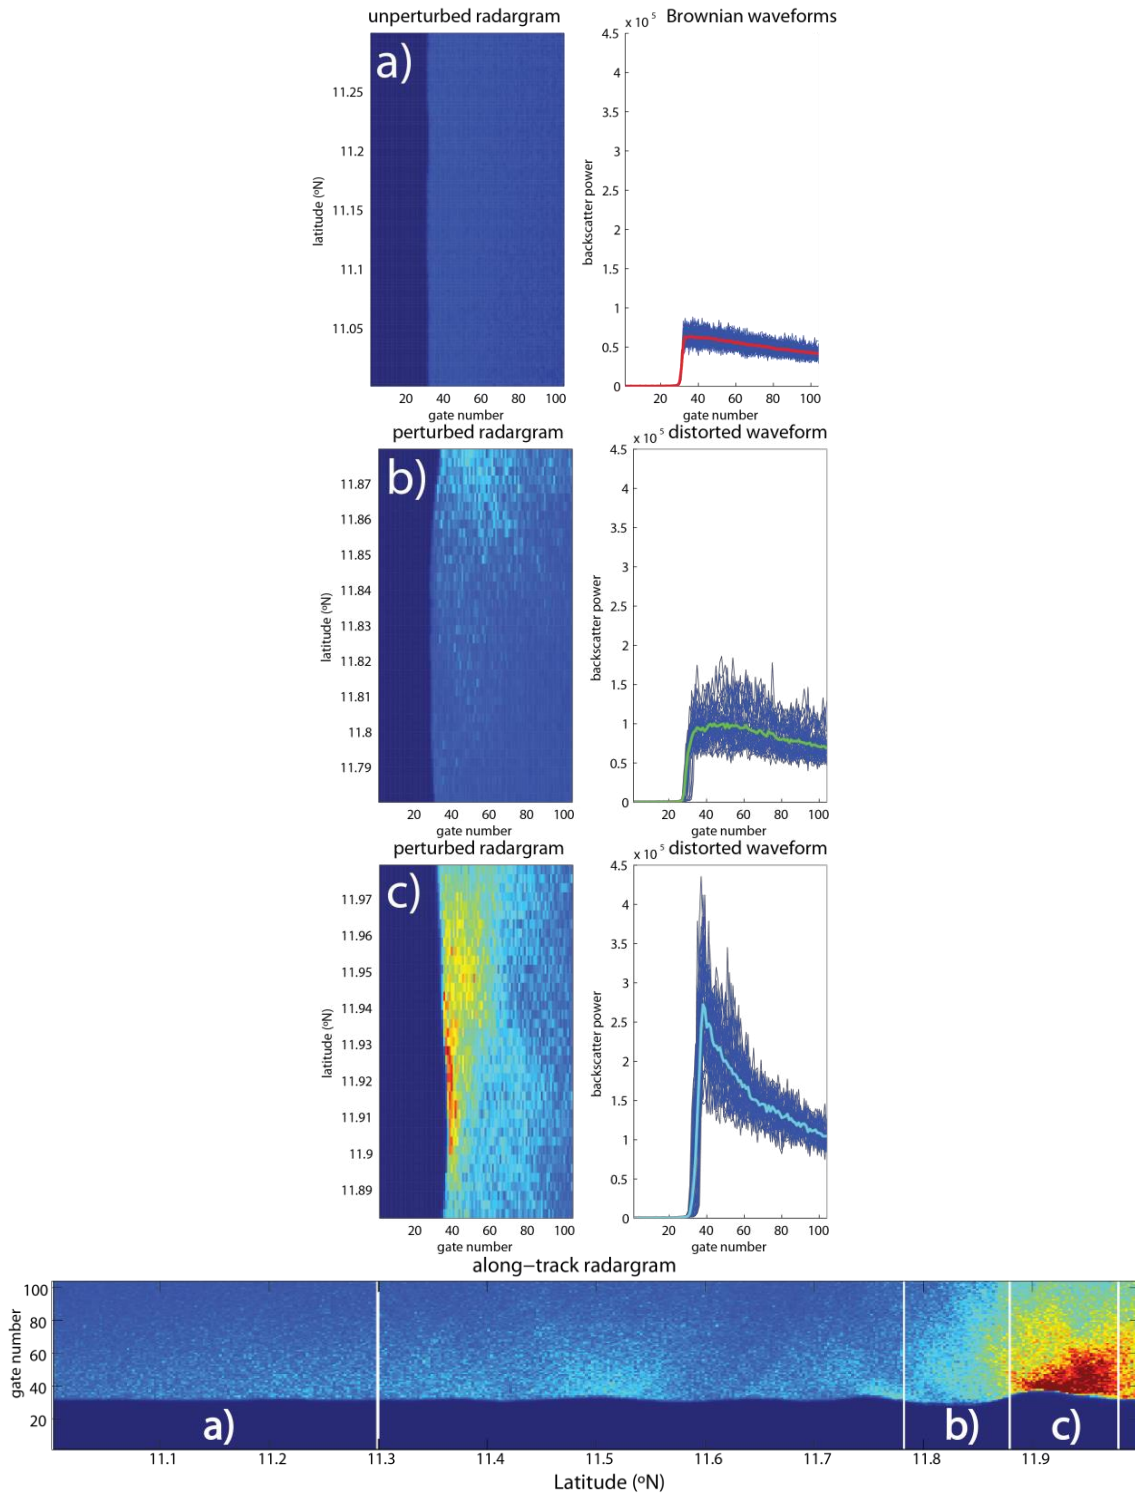 unperturbed radargram
Brownian waveforms
x 10 5
a)
4.5
4
3.5
3
2.5
2
1.5
1
0.5
0
backscatter power
11.25
11.2
11.15
11.1
11.05
latitude (ºN)
20 40 60 80 100
gate number
20 40 60 80 100
gate number
perturbed radargram
x 10 5 distorted waveform
b)
4.5
4
3.5
3
2.5
2
1.5
1
0.5
0
backscatter power
11.87
11.86
11.85
11.84
11.83
11.82
11.81
11.8
11.79
latitude (ºN)
20 40 60 80 100
gate number
20 40 60 80 100
gate number
perturbed radargram
x 10 5 distorted waveform
c)
4.5
4
3.5
3
2.5
2
1.5
1
0.5
0
backscatter power
11.97
11.96
11.95
11.94
11.93
11.92
11.91
11.9
11.89
latitude (ºN)
20 40 60 80 100
gate number
20 40 60 80 100
gate number
along−track radargram
100
80
60
40
20
gate number
a) b) c)
11.1 11.2 11.3 11.4 11.5 11.6 11.7 11.8 11.9
Latitude (ºN)